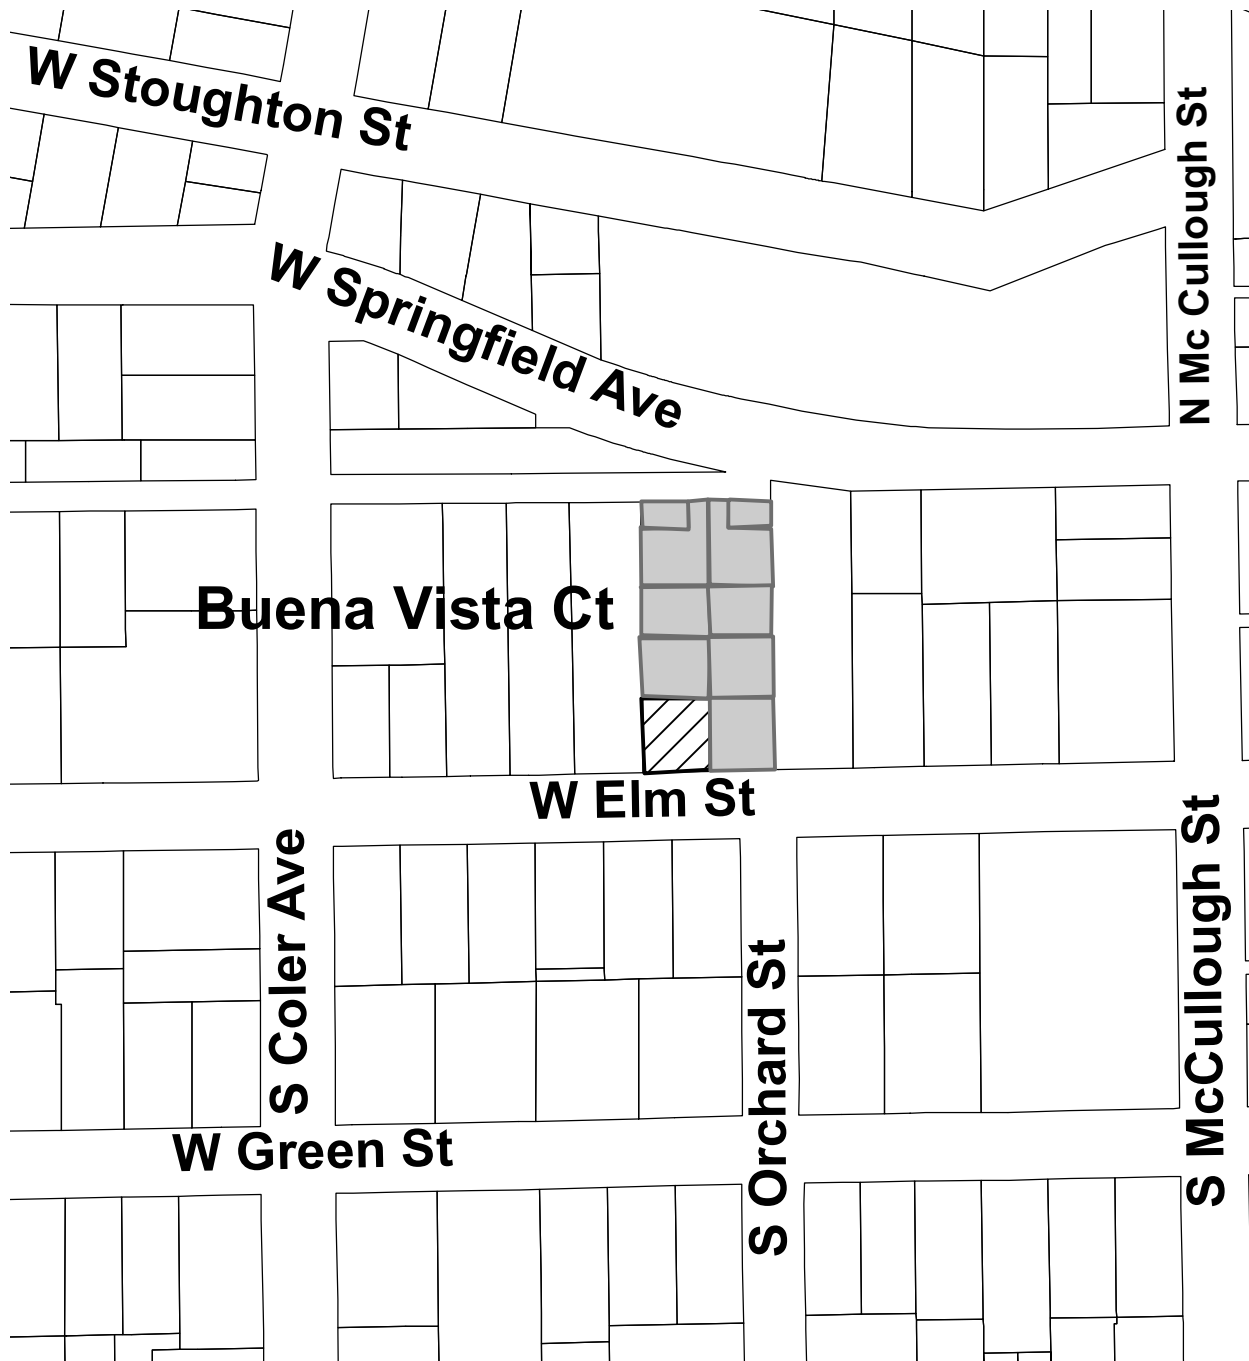 W Stoughton St
N Mc Cullough St
W Springfield Ave
Buena Vista Ct
W Elm St
S Coler Ave
S McCullough St
S Orchard St
W Green St